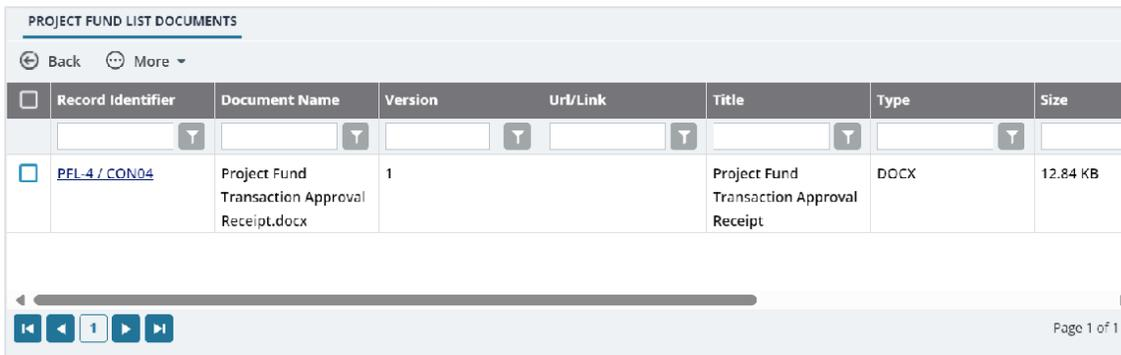 PROJECT FUND LIST DOCUMENTS
Back More
Record Identifier Document Name Version Url/Link Title Type Size
PFL-4 / CON04 Project Fund 1 Project Fund DOCX 12.84 KB
Transaction Approval Transaction Approval
Receipt.docx Receipt
1 Page 1 of 1